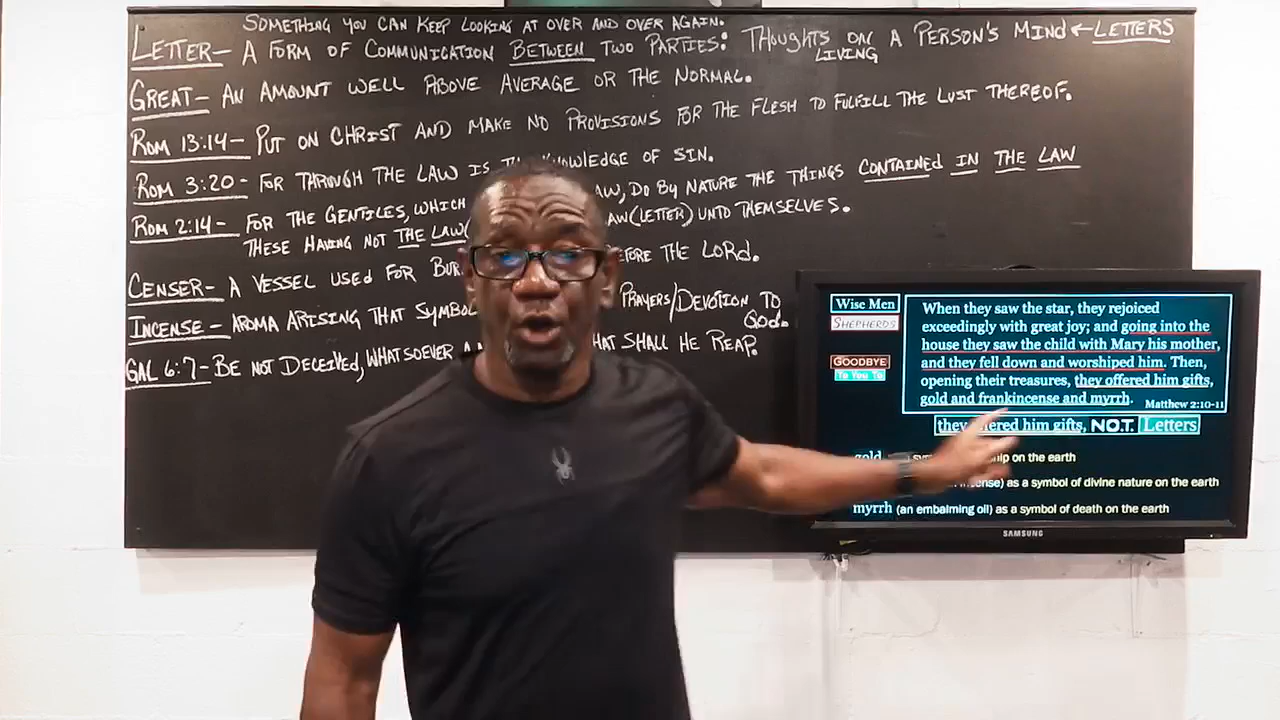 SOMETHING YOU CAN KEEP LOOKING AT OVER AND OVER AGAIN.
LETTER- A FORM OF COMMUNICATION BETWEEN TWO PARTIES: THOUGHTS ON A PERSON'S MIND ← LETTERS
LIVING
GREAT- AN AMOUNT WELL ABOVE AVERAGE OR THE NORMAL.
ROM 13:14- PUT ON CHRIST AND MAKE NO PROVISIONS FOR THE FLESH TO FULFILL THE LUST THEREOF.
ROM 3:20- FOR THROUGH THE LAW IS KNOWLEDGE OF SIN.
ROM 2:14- FOR THE GENTILES, WHICH AW, DO BY NATURE THE THINGS CONTAINED IN THE LAW
THESE HAVING NOT THE LAW( AW(LETTER) UNTO THEMSELVES.
CENSER- A VESSEL USED FOR BUR EFORE THE LORD.
INCENSE- AROMA ARISING THAT SYMBOL PRAYERS/DEVOTION TO
GOD.
GAL 6:7- BE NOT DECEIVED, WHATSOEVER A HAT SHALL HE REAP.
Wise Men
SHEPHERDS
GOODBYE
To You To
When they saw the star, they rejoiced
exceedingly with great joy; and going into the
house they saw the child with Mary his mother,
and they fell down and worshiped him. Then,
opening their treasures, they offered him gifts,
gold and frankincense and myrrh. Matthew 2:10-11
they offered him gifts, N.O.T. Letters
gold on the earth
as a symbol of divine nature on the earth
myrrh (an embalming oil) as a symbol of death on the earth
SAMSUNG